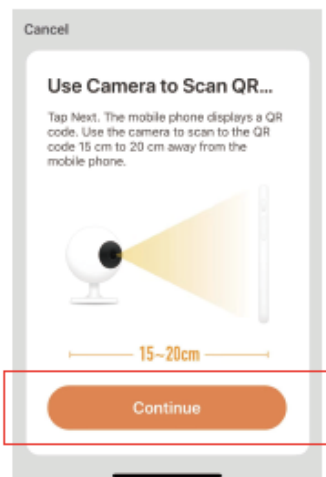 Cancel
Use Camera to Scan QR...
Tap Next. The mobile phone displays a QR
code. Use the camera to scan to the QR
code 15 cm to 20 cm away from the
mobile phone.
15~20cm
Continue